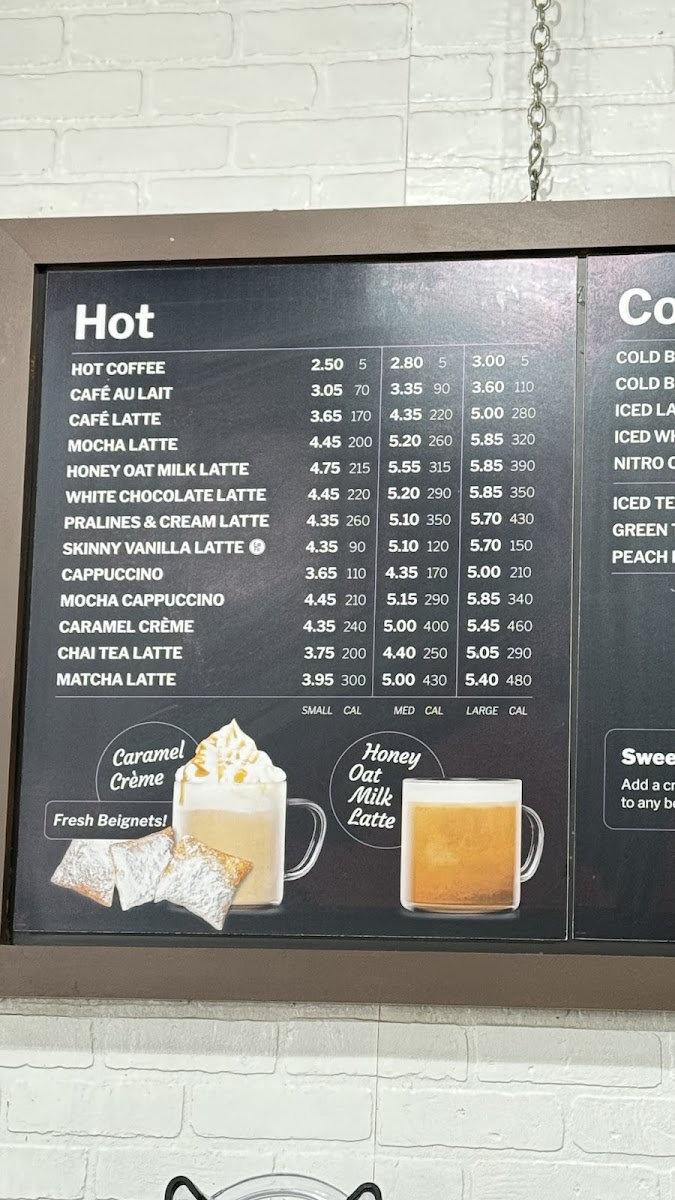 Hot
HOT COFFEE 2.50 5 2.80 5 3.00 5
CAFÉ AU LAIT 3.05 70 3.35 90 3.60 110
CAFÉ LATTE 3.65 170 4.35 220 5.00 280
MOCHA LATTE 4.45 200 5.20 260 5.85 320
HONEY OAT MILK LATTE 4.75 215 5.55 315 5.85 390
WHITE CHOCOLATE LATTE 4.45 220 5.20 290 5.85 350
PRALINES & CREAM LATTE 4.35 260 5.10 350 5.70 430
SKINNY VANILLA LATTE 4.35 90 5.10 120 5.70 150
CAPPUCCINO 3.65 110 4.35 170 5.00 210
MOCHA CAPPUCCINO 4.45 210 5.15 290 5.85 340
CARAMEL CRÈME 4.35 240 5.00 400 5.45 460
CHAI TEA LATTE 3.75 200 4.40 250 5.05 290
MATCHA LATTE 3.95 300 5.00 430 5.40 480
SMALL CAL MED CAL LARGE CAL
Caramel
Crème
Fresh Beignets!
Honey
Oat
Milk
Latte
Co
COLD B
COLD B
ICED LA
ICED WH
NITRO C
ICED TE
GREEN T
PEACH I
Swee
Add a cr
to any be